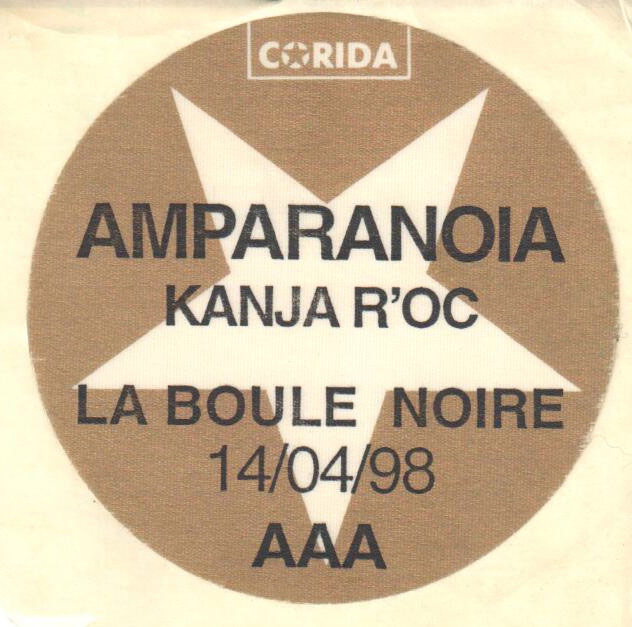 CORIDA
AMPARANOIA
KANJA R'OC
LA BOULE NOIRE
14/04/98
AAA